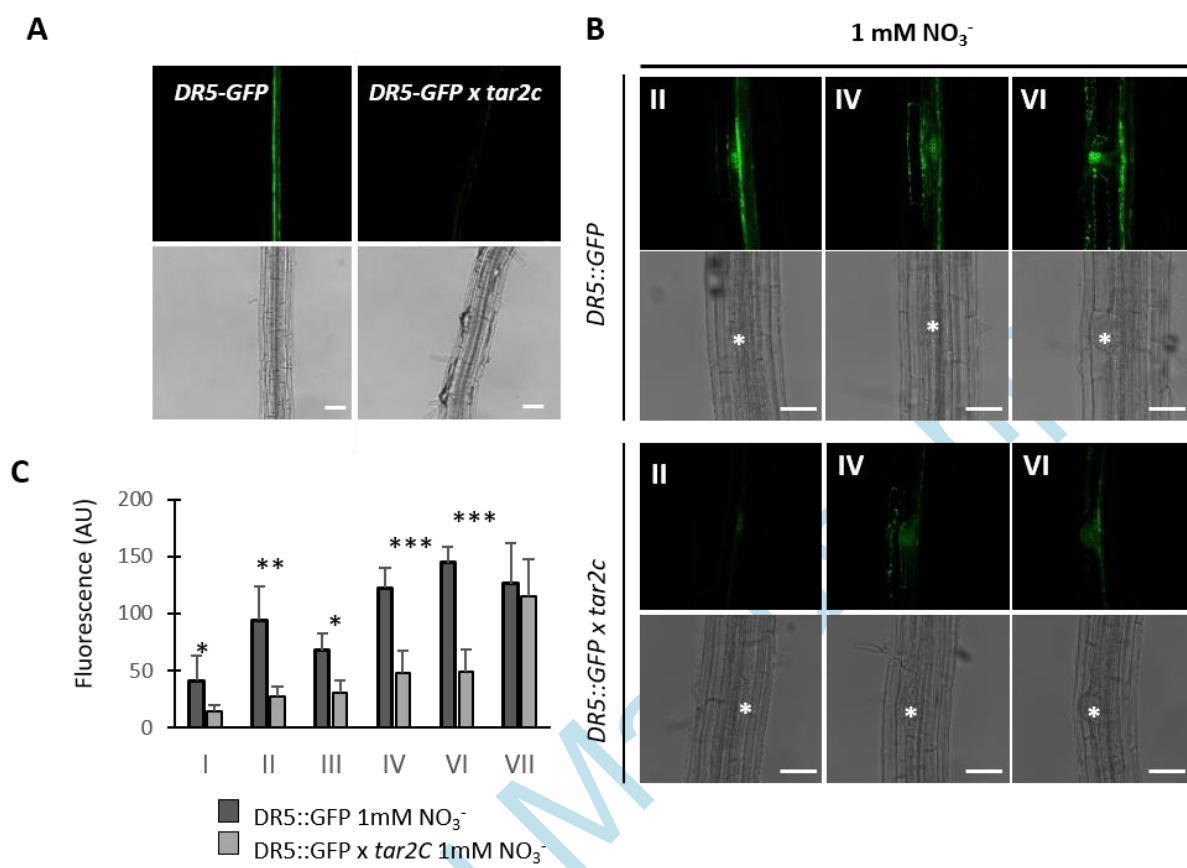 A
DR5-GFP
DR5-GFP x tar2c
B
1 mM NO₃⁻
DR5::GFP
II
IV
VI
*
*
*
DR5::GFP x tar2c
II
IV
VI
*
*
*
C
Fluorescence (AU)
200
150
100
50
0
*
**
*
***
***
I
II
III
IV
VI
VII
DR5::GFP 1mM NO₃⁻
DR5::GFP x tar2C 1mM NO₃⁻